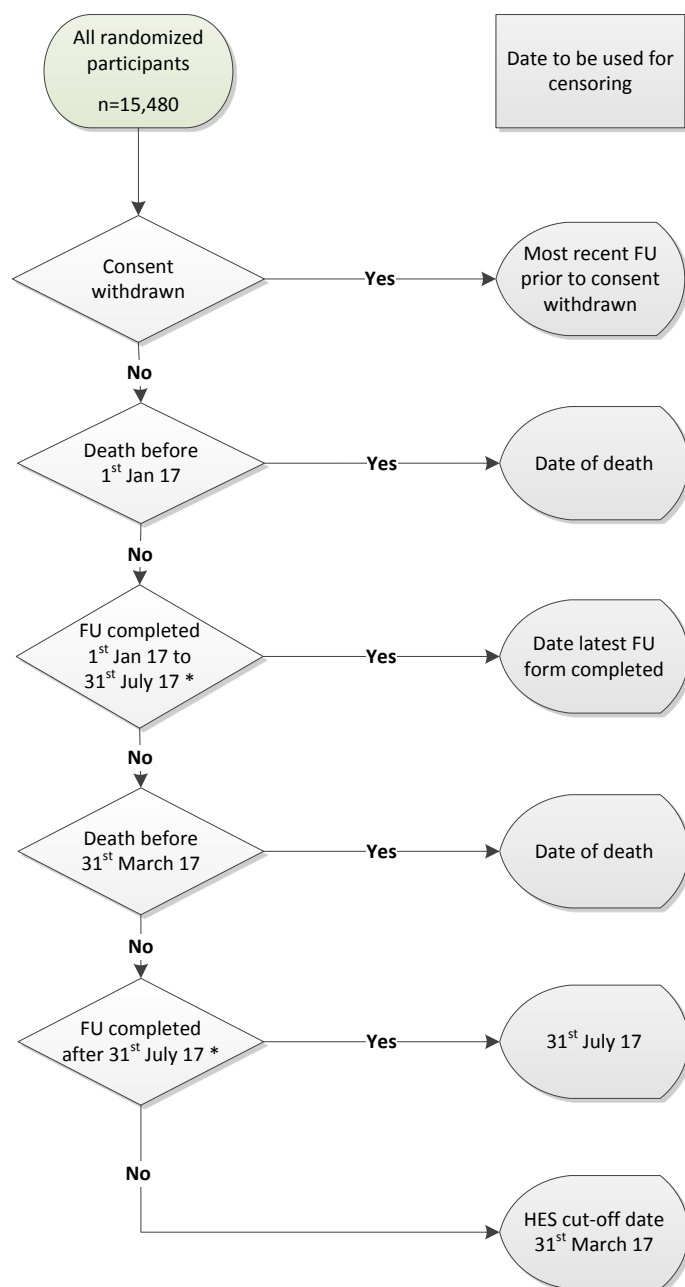 All randomized
participants
n=15,480
Date to be used for
censoring
Consent
withdrawn
Yes
Most recent FU
prior to consent
withdrawn
No
Death before
1st Jan 17
Yes
Date of death
No
FU completed
1st Jan 17 to
31st July 17 *
Yes
Date latest FU
form completed
No
Death before
31st March 17
Yes
Date of death
No
FU completed
after 31st July 17 *
Yes
31st July 17
No
HES cut-off date
31st March 17